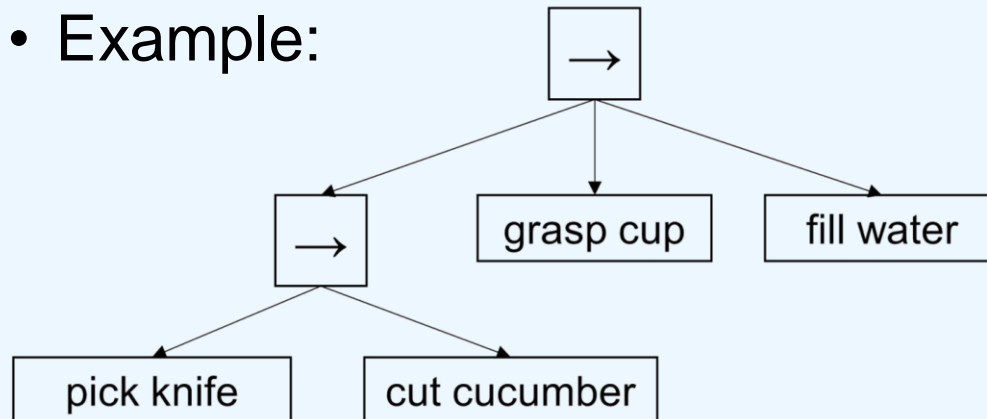 • Example:
→
→
grasp cup
fill water
pick knife
cut cucumber